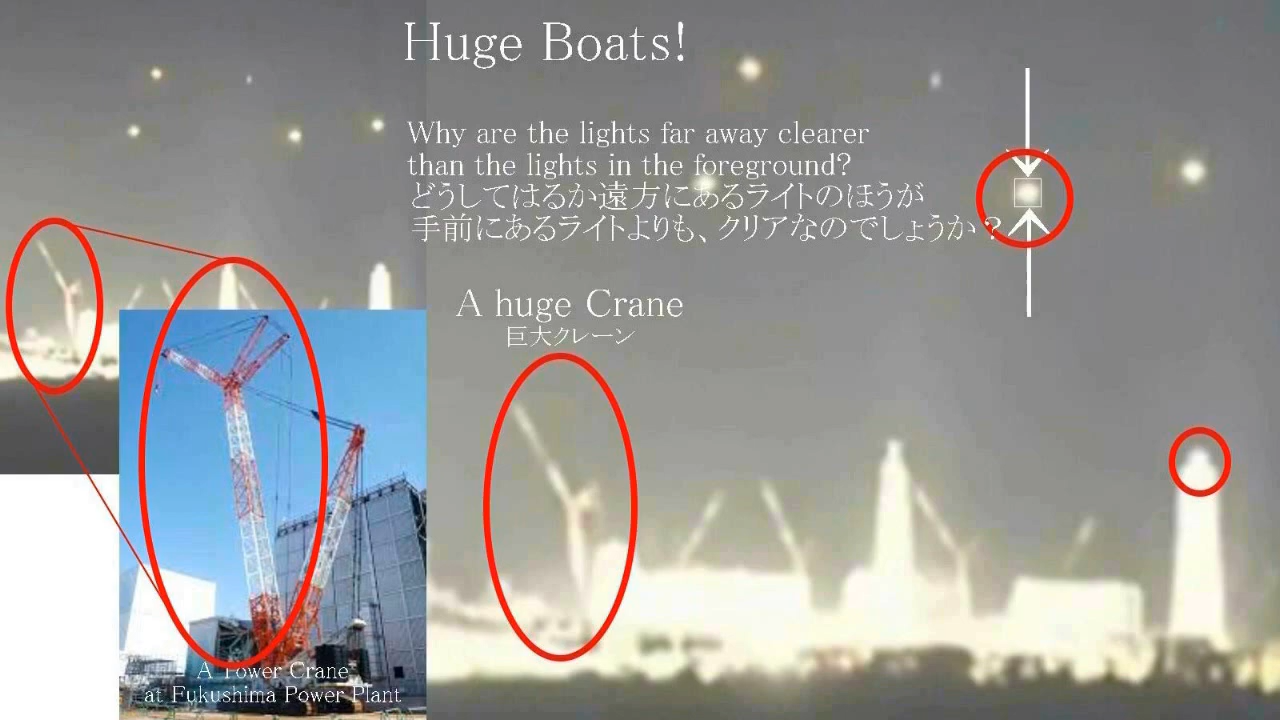 Huge Boats!
Why are the lights far away clearer
than the lights in the foreground?
どうしてはるか遠方にあるライトのほうが
手前にあるライトよりも、クリアなのでしょうか？
A huge Crane
巨大クレーン
A Tower Crane
at Fukushima Power Plant